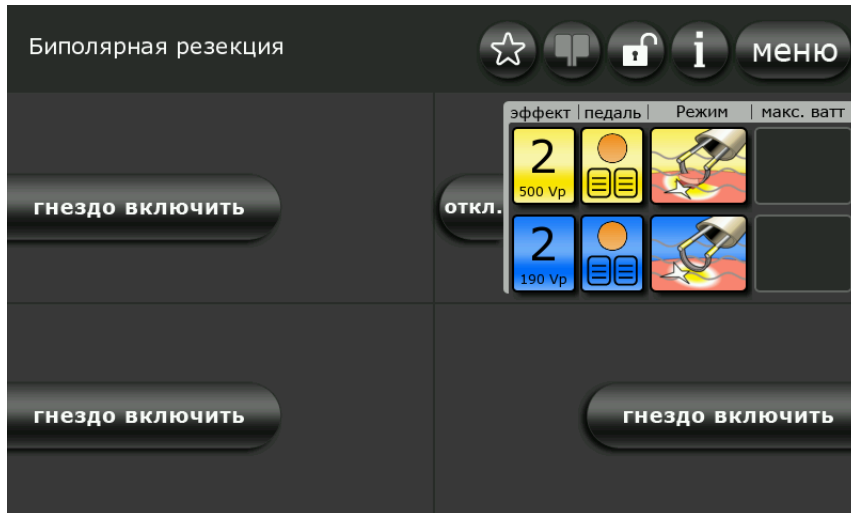 Биполярная резекция
i
меню
эффект | педаль | Режим | макс. ватт
гнездо включить
откл.
2
500 Vp
2
190 Vp
гнездо включить
гнездо включить